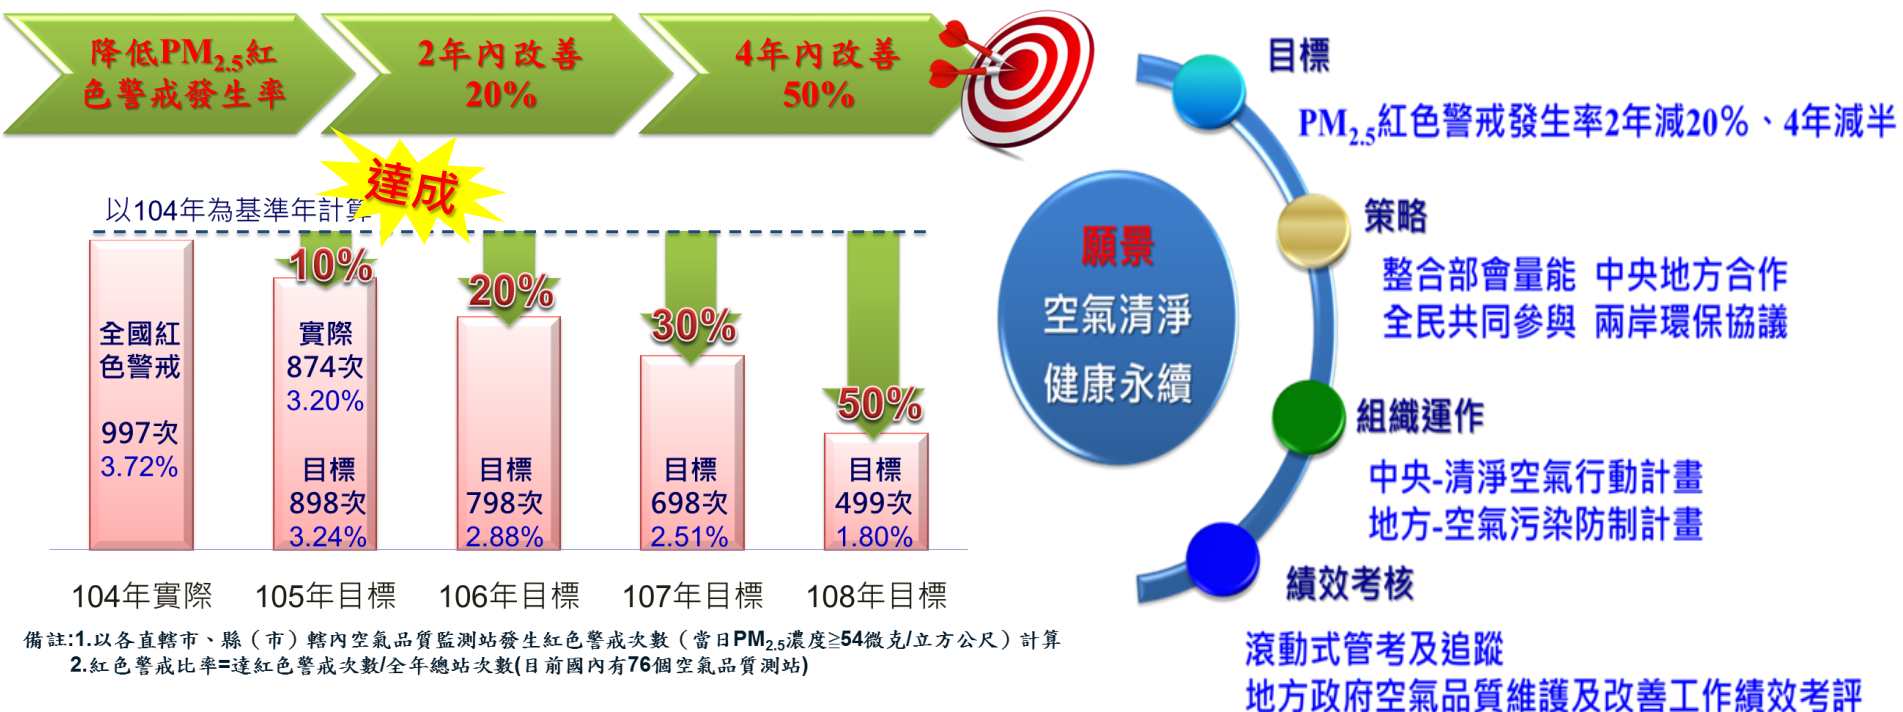 降低PM2.5紅
色警戒發生率
2年內改善
20%
4年內改善
50%
達成
以104年為基準年計算
10%
20%
30%
50%
全國紅
色警戒
997次
3.72%
實際
874次
3.20%
目標
898次
3.24%
目標
798次
2.88%
目標
698次
2.51%
目標
499次
1.80%
104年實際
105年目標
106年目標
107年目標
108年目標
備註:1.以各直轄市、縣（市）轄內空氣品質監測站發生紅色警戒次數（當日PM2.5濃度≧54微克/立方公尺）計算
2.紅色警戒比率=達紅色警戒次數/全年總站次數(目前國內有76個空氣品質測站)
願景
空氣清淨
健康永續
目標
PM2.5紅色警戒發生率2年減20%、4年減半
策略
整合部會量能 中央地方合作
全民共同參與 兩岸環保協議
組織運作
中央-清淨空氣行動計畫
地方-空氣污染防制計畫
績效考核
滾動式管考及追蹤
地方政府空氣品質維護及改善工作績效考評